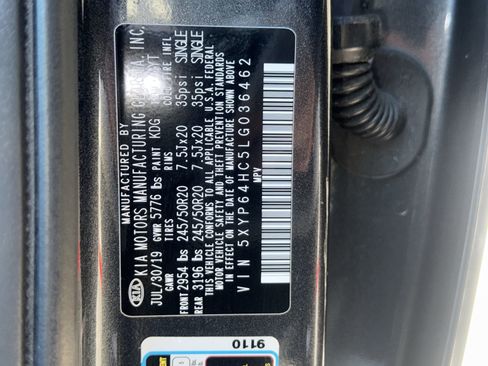 MANUFACTURED BY
KIA KIA MOTORS MANUFACTURING GEORGIA, INC.
JUL/30/19 GVWR 5776 lbs PAINT KDG
GAWR TIRES RIMS COLD TIRE INFL
FRONT 2954 lbs 245/50R20 7.5Jx20 35psi SINGLE
REAR 3196 lbs 245/50R20 7.5Jx20 35psi SINGLE
THIS VEHICLE CONFORMS TO ALL APPLICABLE U.S.A. FEDERAL
MOTOR VEHICLE SAFETY AND THEFT PREVENTION STANDARDS
IN EFFECT ON THE DATE OF MANUFACTURE SHOWN ABOVE.
VIN 5XYP64HC5LG036462
MPV
9110